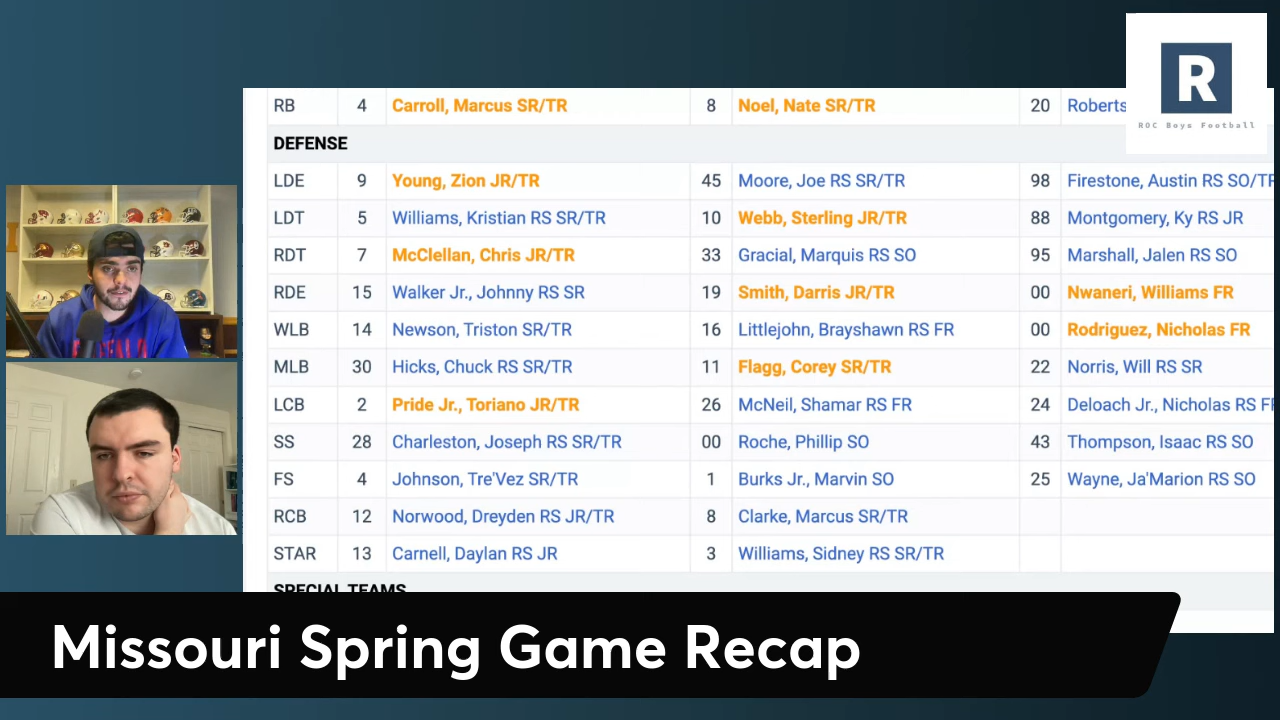 R
ROC Boys Football
RB 4 Carroll, Marcus SR/TR 8 Noel, Nate SR/TR 20 Roberts
DEFENSE
LDE 9 Young, Zion JR/TR 45 Moore, Joe RS SR/TR 98 Firestone, Austin RS SO/TR
LDT 5 Williams, Kristian RS SR/TR 10 Webb, Sterling JR/TR 88 Montgomery, Ky RS JR
RDT 7 McClellan, Chris JR/TR 33 Gracial, Marquis RS SO 95 Marshall, Jalen RS SO
RDE 15 Walker Jr., Johnny RS SR 19 Smith, Darris JR/TR 00 Nwaneri, Williams FR
WLB 14 Newson, Triston SR/TR 16 Littlejohn, Brayshawn RS FR 00 Rodriguez, Nicholas FR
MLB 30 Hicks, Chuck RS SR/TR 11 Flagg, Corey SR/TR 22 Norris, Will RS SR
LCB 2 Pride Jr., Toriano JR/TR 26 McNeil, Shamar RS FR 24 Deloach Jr., Nicholas RS FR
SS 28 Charleston, Joseph RS SR/TR 00 Roche, Phillip SO 43 Thompson, Isaac RS SO
FS 4 Johnson, Tre'Vez SR/TR 1 Burks Jr., Marvin SO 25 Wayne, Ja'Marion RS SO
RCB 12 Norwood, Dreyden RS JR/TR 8 Clarke, Marcus SR/TR
STAR 13 Carnell, Daylan RS JR 3 Williams, Sidney RS SR/TR
SPECIAL TEAMS
Missouri Spring Game Recap